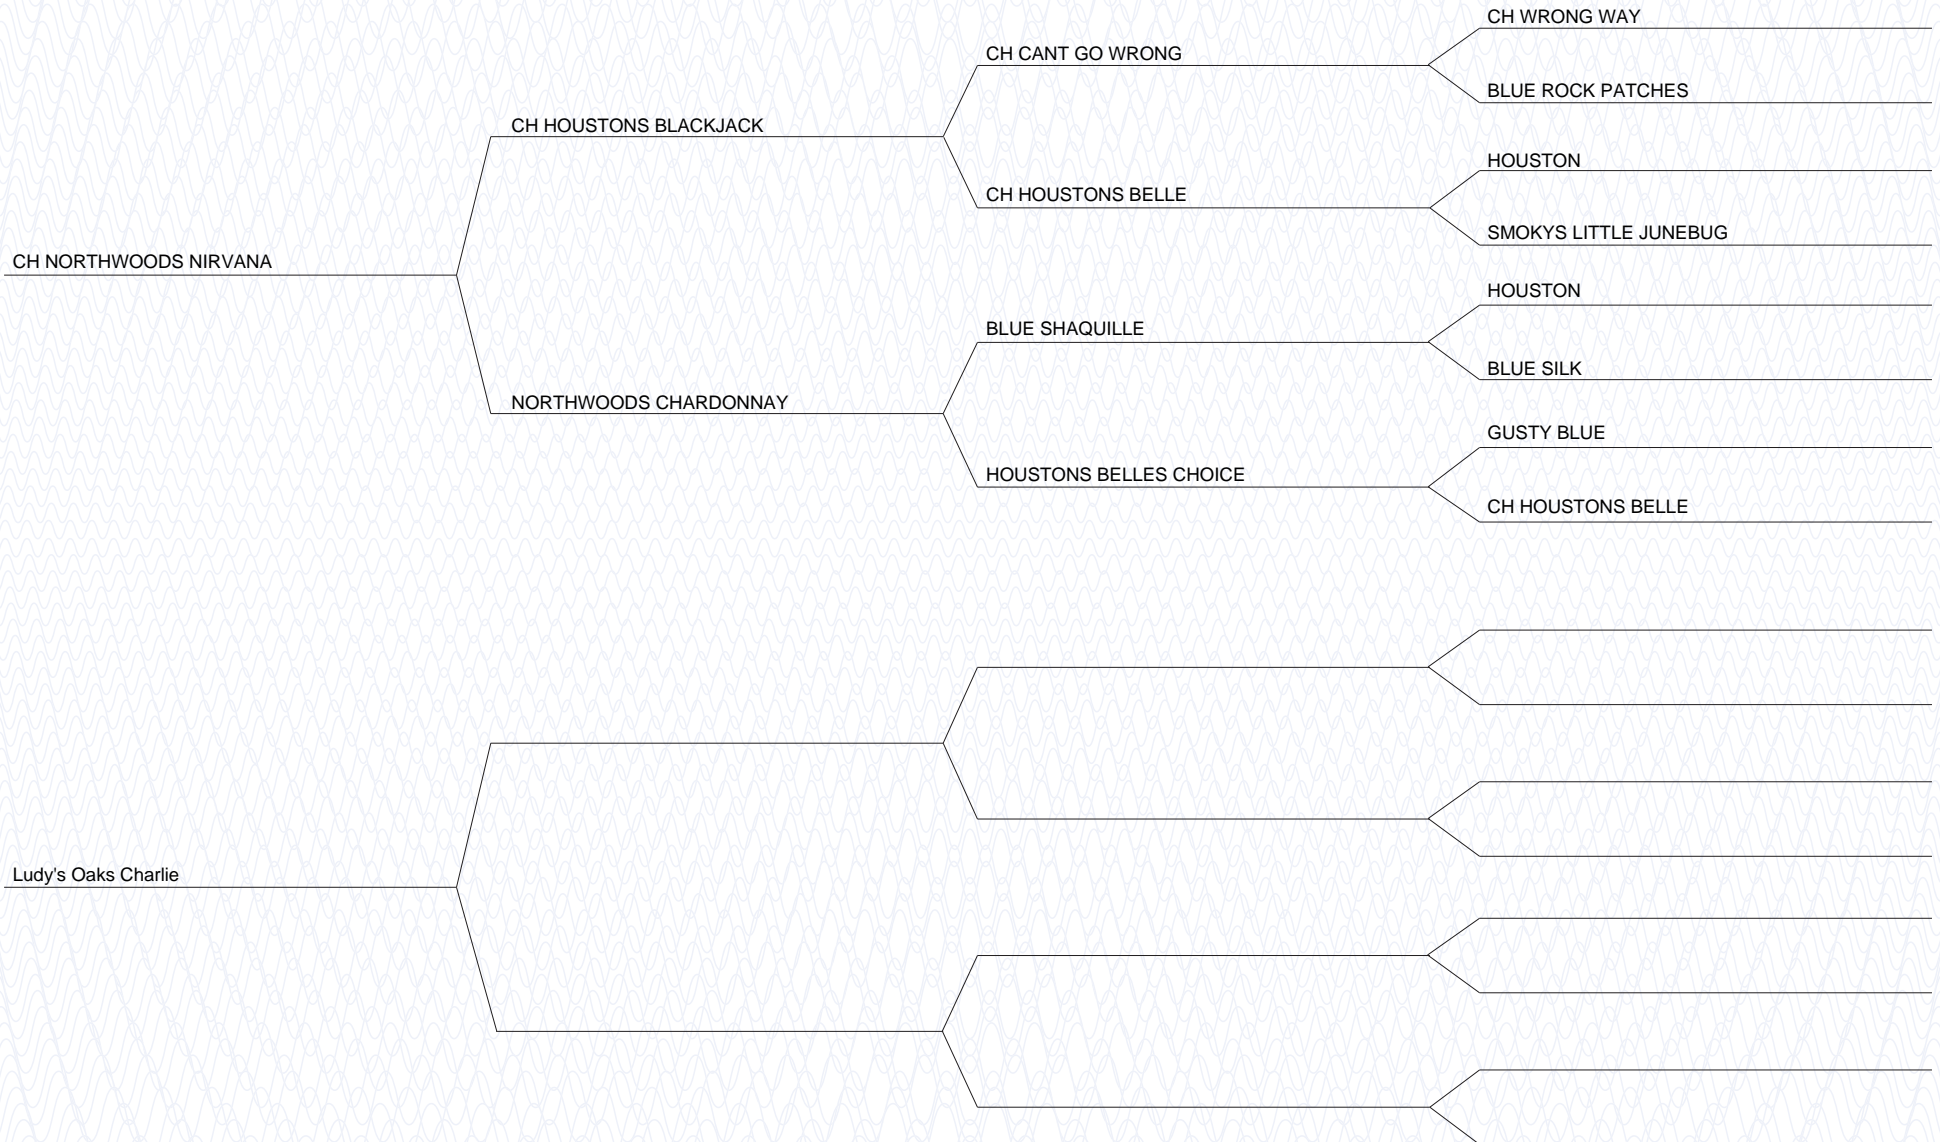 CH WRONG WAY
CH CANT GO WRONG
BLUE ROCK PATCHES
CH HOUSTONS BLACKJACK
HOUSTON
CH HOUSTONS BELLE
SMOKYS LITTLE JUNEBUG
CH NORTHWOODS NIRVANA
HOUSTON
BLUE SHAQUILLE
BLUE SILK
NORTHWOODS CHARDONNAY
GUSTY BLUE
HOUSTONS BELLES CHOICE
CH HOUSTONS BELLE
Ludy's Oaks Charlie